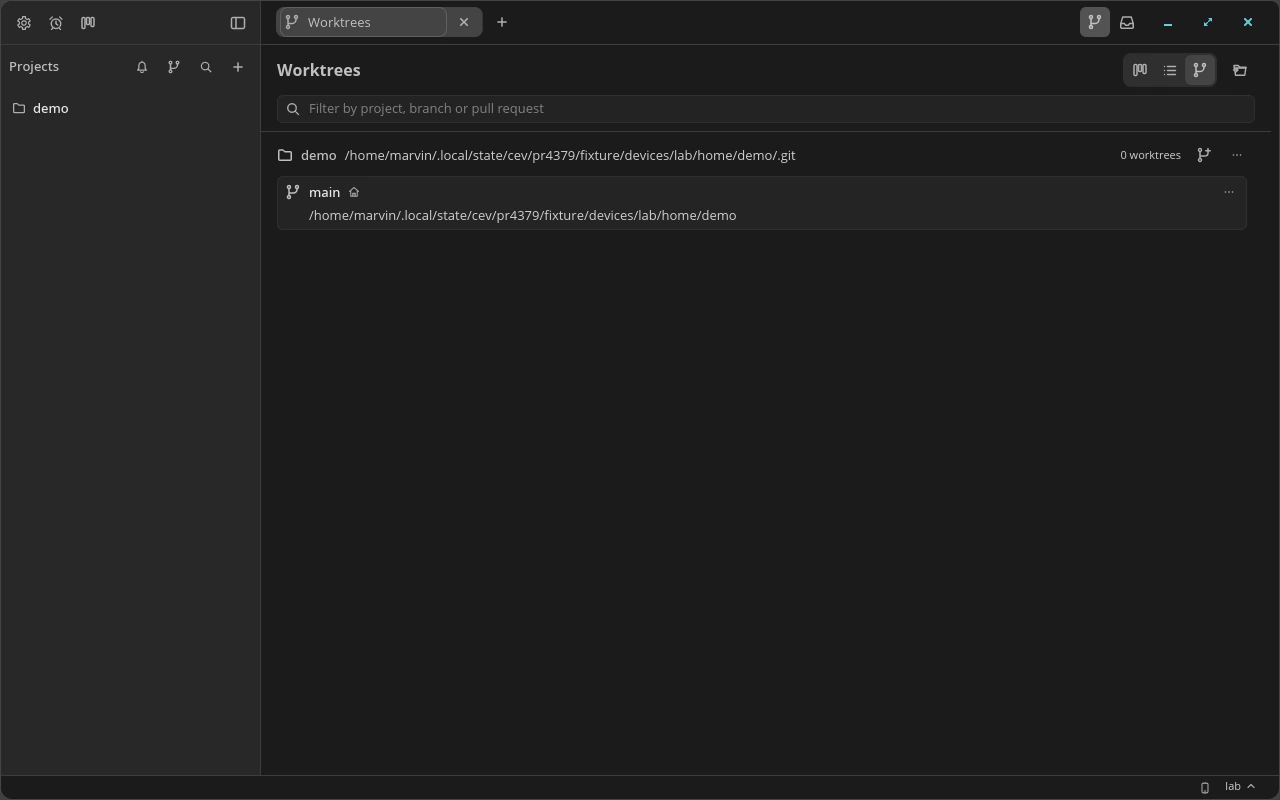 Worktrees
Projects
demo
Worktrees
Filter by project, branch or pull request
demo /home/marvin/.local/state/cev/pr4379/fixture/devices/lab/home/demo/.git 0 worktrees
main
/home/marvin/.local/state/cev/pr4379/fixture/devices/lab/home/demo
lab